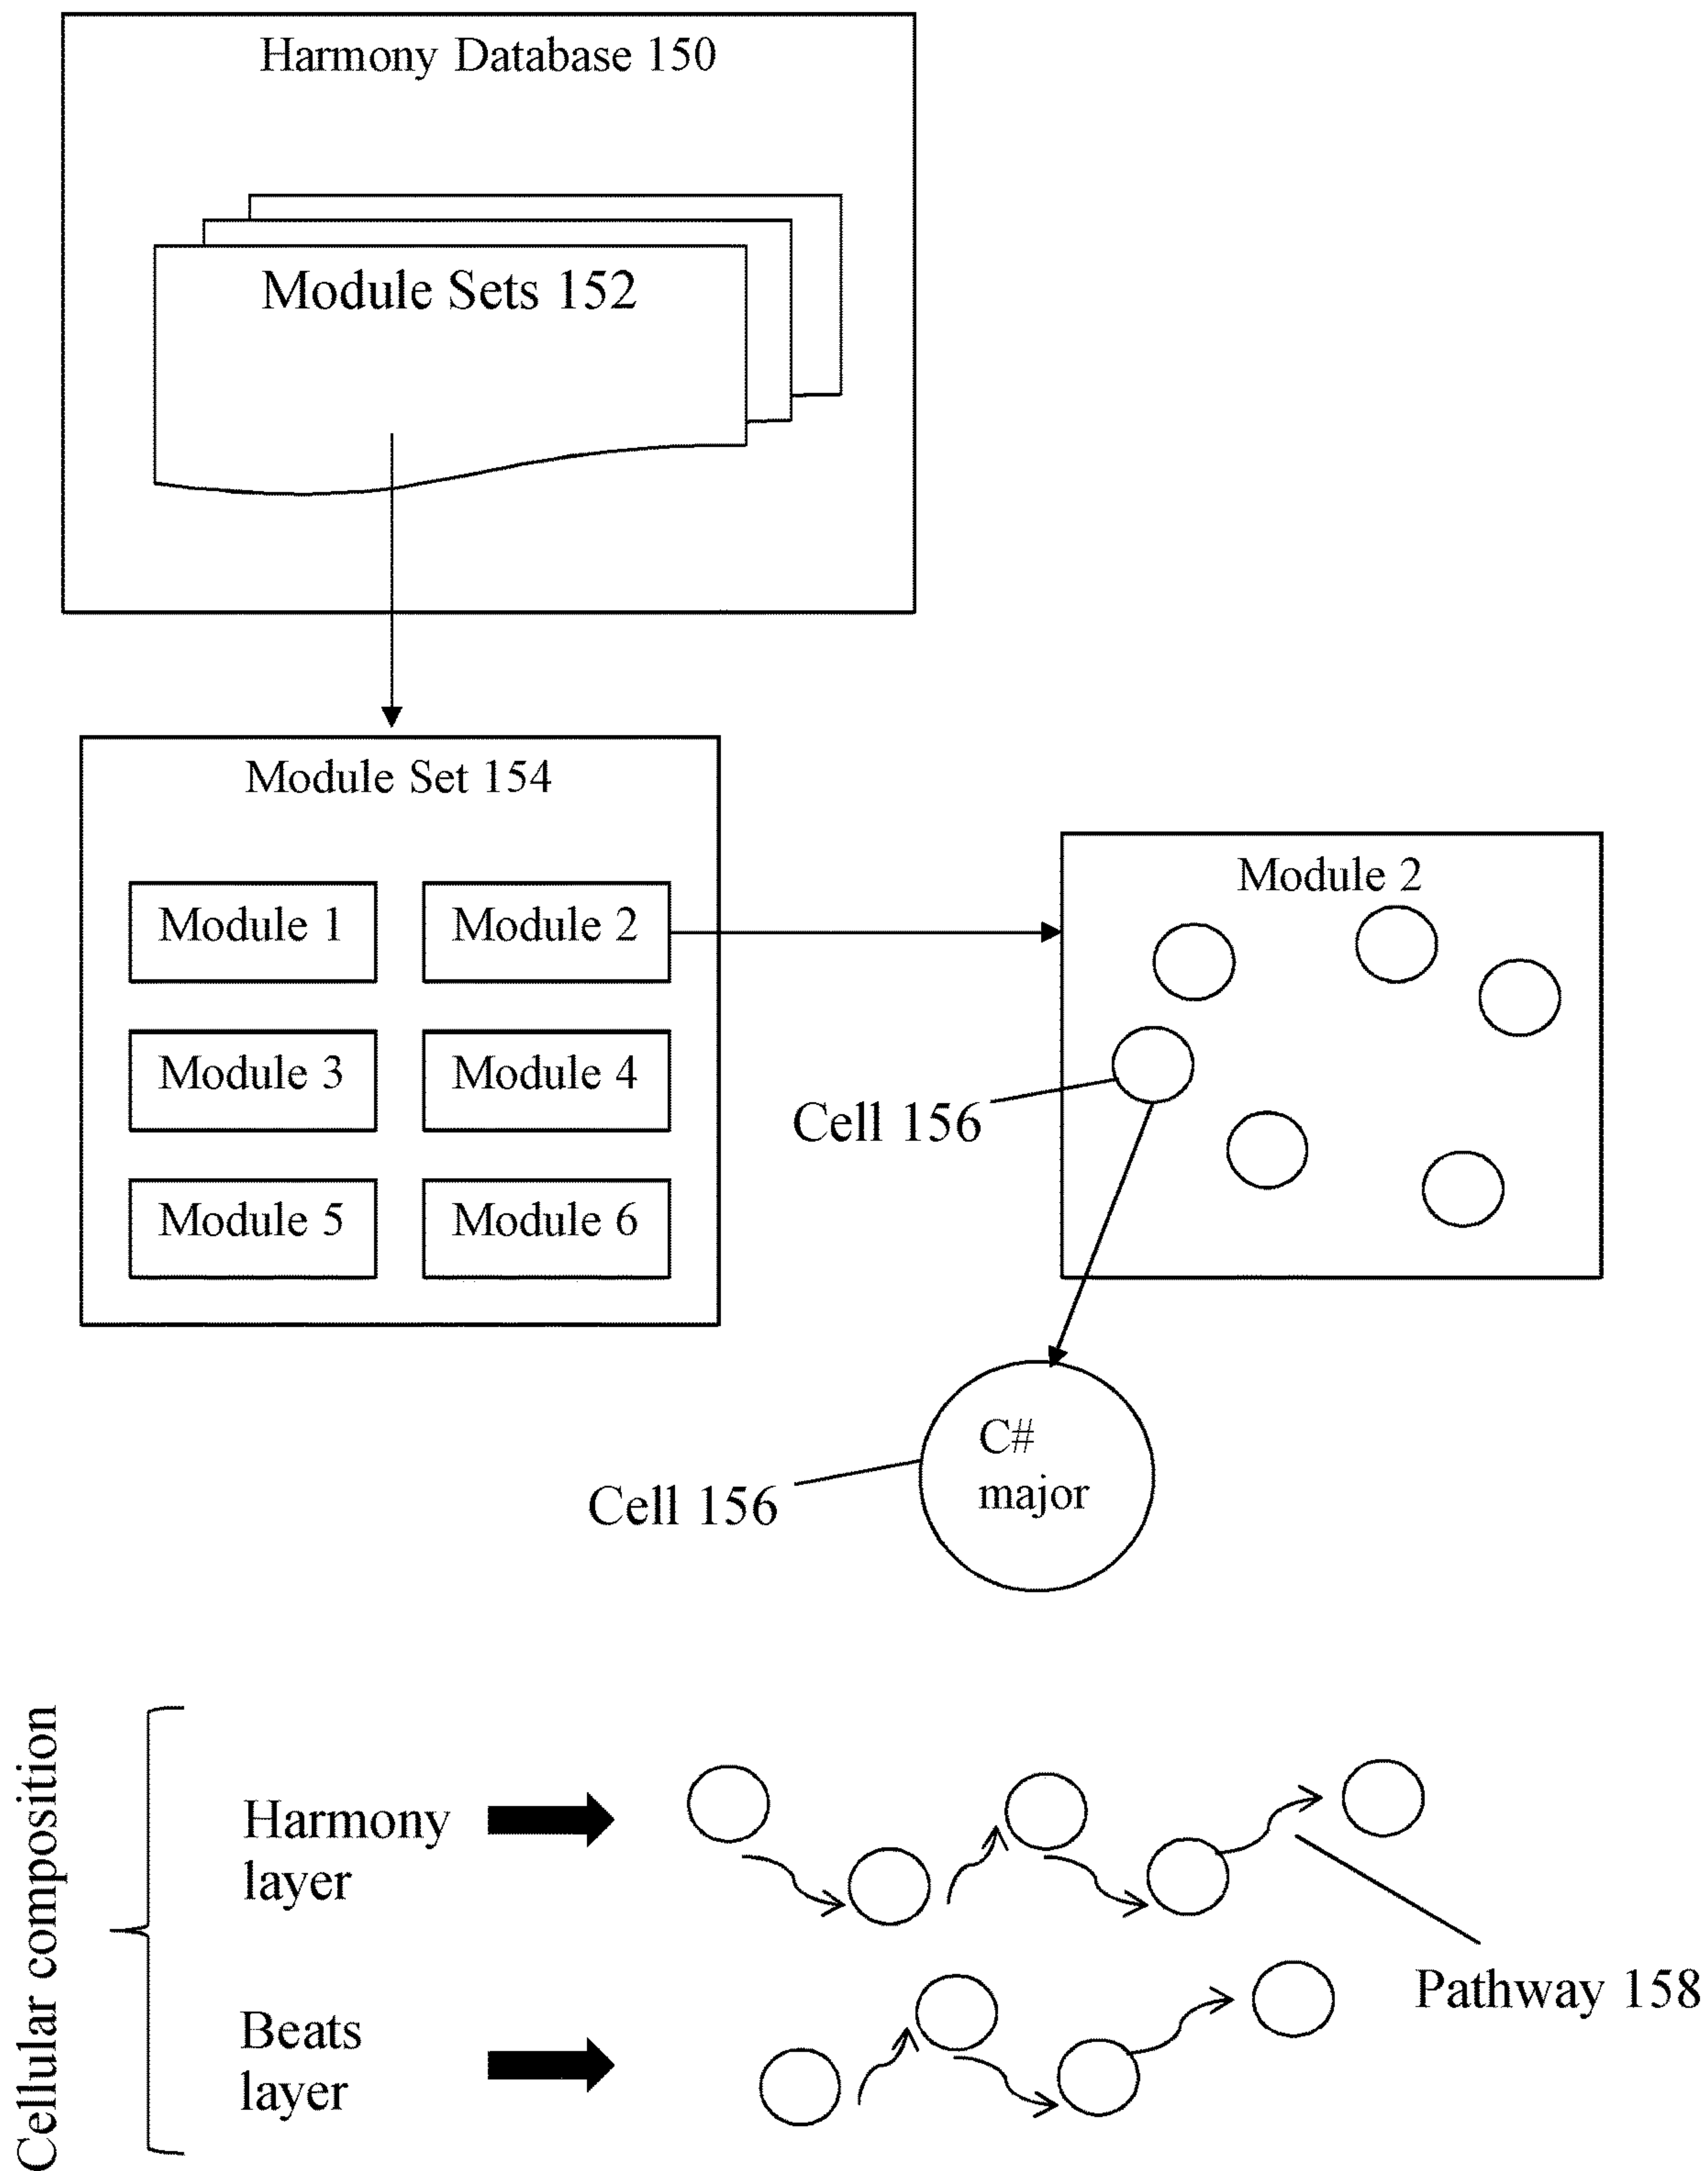 Harmony Database 150
Module Sets 152
Module Set 154
Module 1
Module 2
Module 3
Module 4
Module 5
Module 6
Module 2
Cell 156
C#
major
Cell 156
Cellular composition
Harmony
layer
Pathway 158
Beats
layer